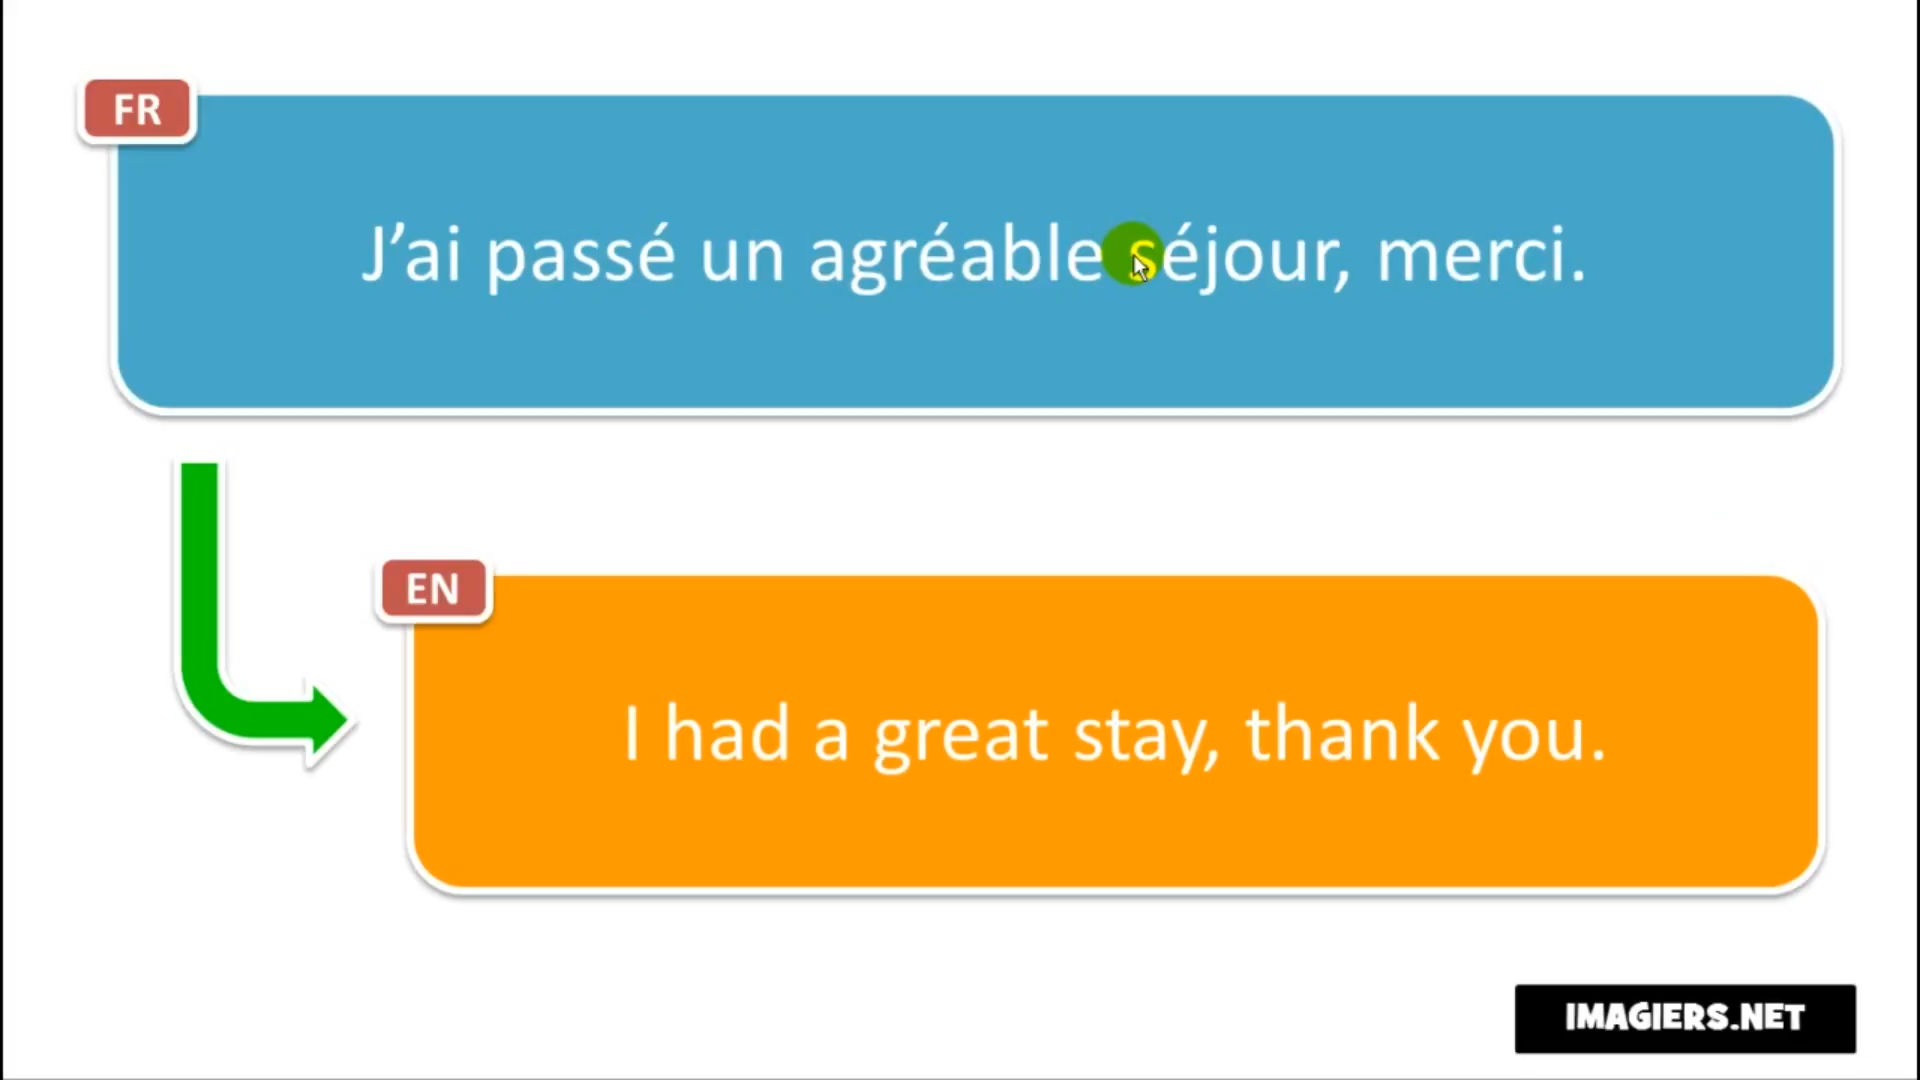 FR
J’ai passé un agréable séjour, merci.
EN
I had a great stay, thank you.
IMAGIERS.NET